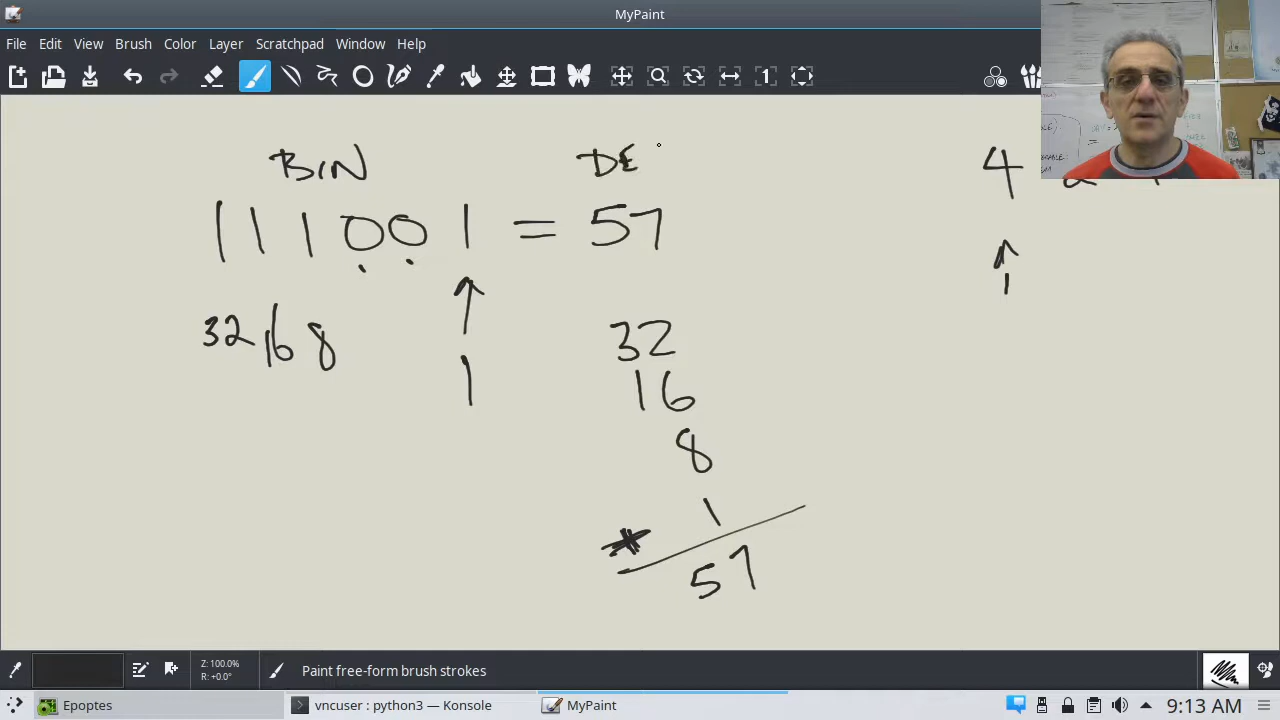 MyPaint
File Edit View Brush Color Layer Scratchpad Window Help
BIN DE
111001 = 57
4
1
32 16 8
1
32
16
8
1
57
Z: 100.0%
R: +0.0°
Paint free-form brush strokes
Epoptes
vncuser : python3 — Konsole
MyPaint
9:13 AM